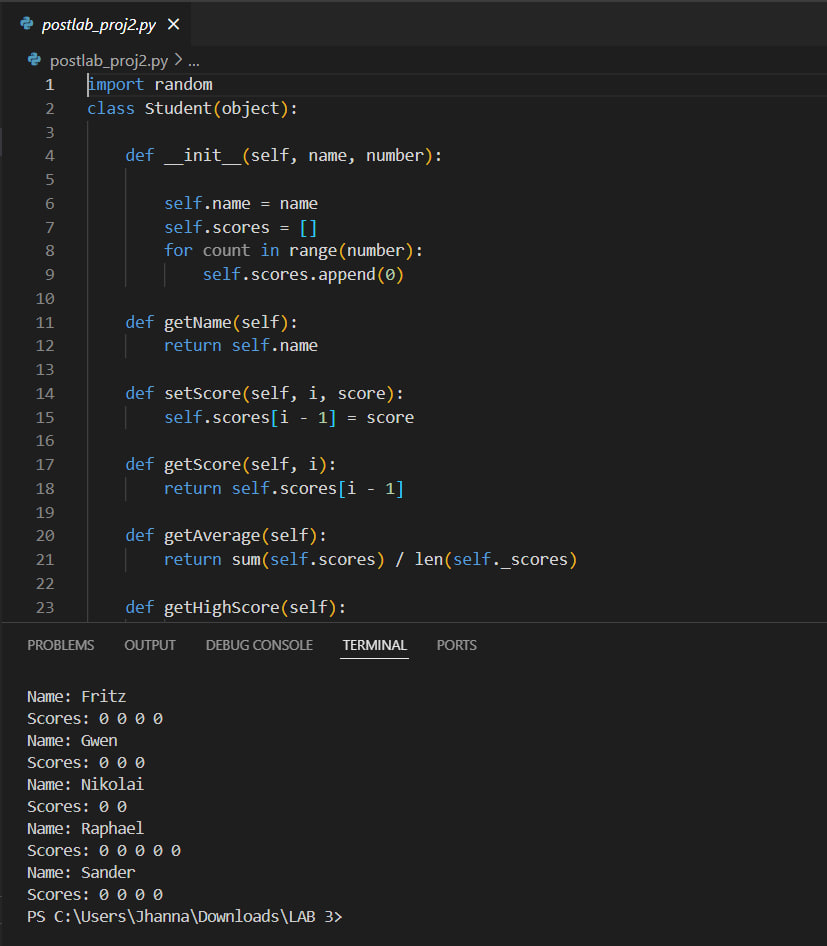 postlab_proj2.py
postlab_proj2.py > ...
1 import random
2 class Student(object):
3
4     def __init__(self, name, number):
5
6         self.name = name
7         self.scores = []
8         for count in range(number):
9             self.scores.append(0)
10
11     def getName(self):
12         return self.name
13
14     def setScore(self, i, score):
15         self.scores[i - 1] = score
16
17     def getScore(self, i):
18         return self.scores[i - 1]
19
20     def getAverage(self):
21         return sum(self.scores) / len(self._scores)
22
23     def getHighScore(self):
PROBLEMS OUTPUT DEBUG CONSOLE TERMINAL PORTS
Name: Fritz
Scores: 0 0 0 0
Name: Gwen
Scores: 0 0 0
Name: Nikolai
Scores: 0 0
Name: Raphael
Scores: 0 0 0 0 0
Name: Sander
Scores: 0 0 0 0
PS C:\Users\Jhanna\Downloads\LAB 3>